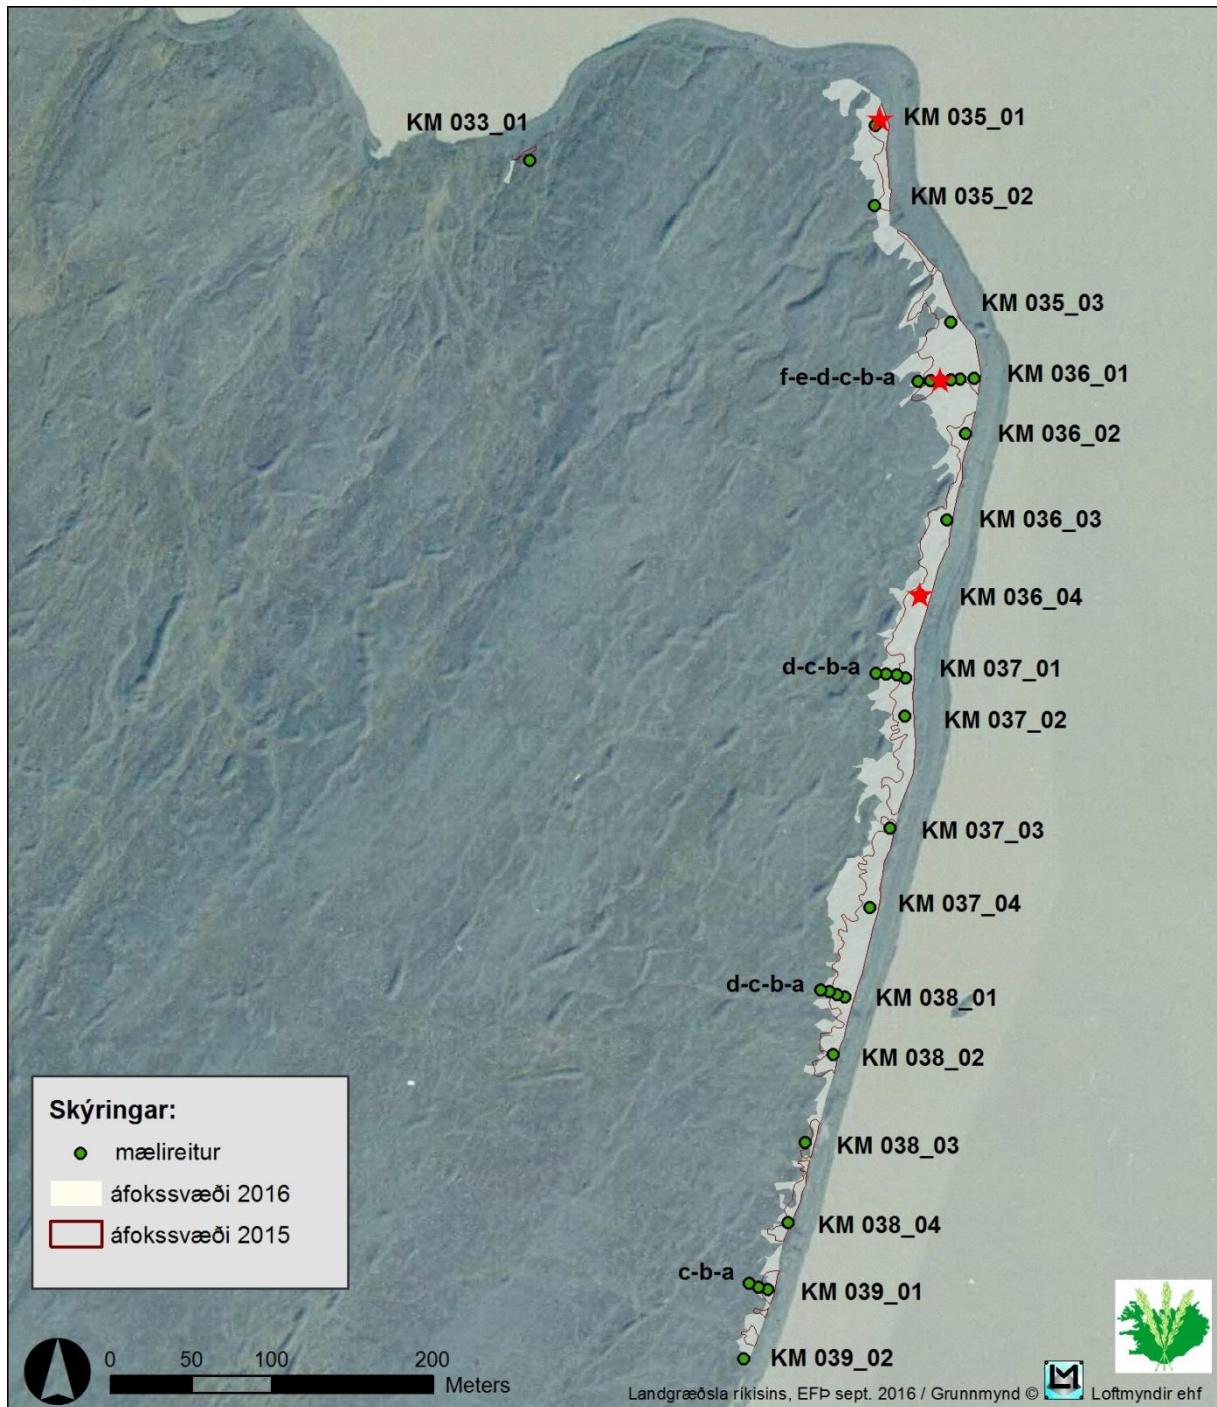 KM 033_01
KM 035_01
KM 035_02
KM 035_03
f-e-d-c-b-a
KM 036_01
KM 036_02
KM 036_03
KM 036_04
d-c-b-a
KM 037_01
KM 037_02
KM 037_03
KM 037_04
d-c-b-a
KM 038_01
KM 038_02
KM 038_03
KM 038_04
c-b-a
KM 039_01
KM 039_02
Skýringar:
mælireitur
áfokssvæði 2016
áfokssvæði 2015
0 50 100 200
Meters
Landgræðsla ríkisins, EFÞ sept. 2016 / Grunnmynd © LM Loftmyndir ehf